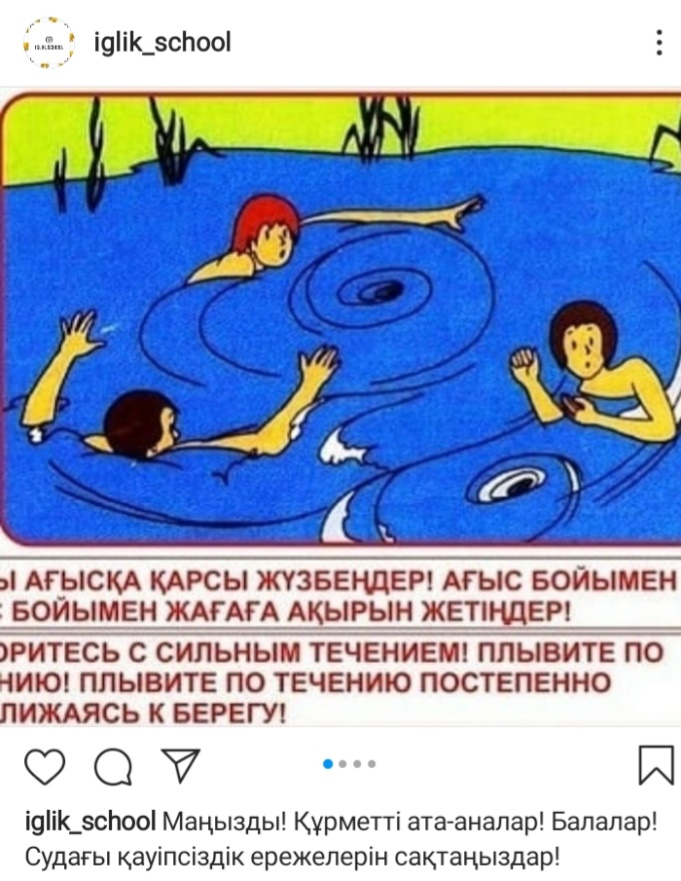 iglik_school
АҒЫСҚА ҚАРСЫ ЖҮЗБЕҢДЕР! АҒЫС БОЙЫМЕН
БОЙЫМЕН ЖАҒАҒА АҚЫРЫН ЖЕТІҢДЕР!
ОРИТЕСЬ С СИЛЬНЫМ ТЕЧЕНИЕМ! ПЛЫВИТЕ ПО
НИЮ! ПЛЫВИТЕ ПО ТЕЧЕНИЮ ПОСТЕПЕННО
ЛИЖАЯСЬ К БЕРЕГУ!
iglik_school Маңызды! Құрметті ата-аналар! Балалар!
Судағы қауіпсіздік ережелерін сақтаңыздар!